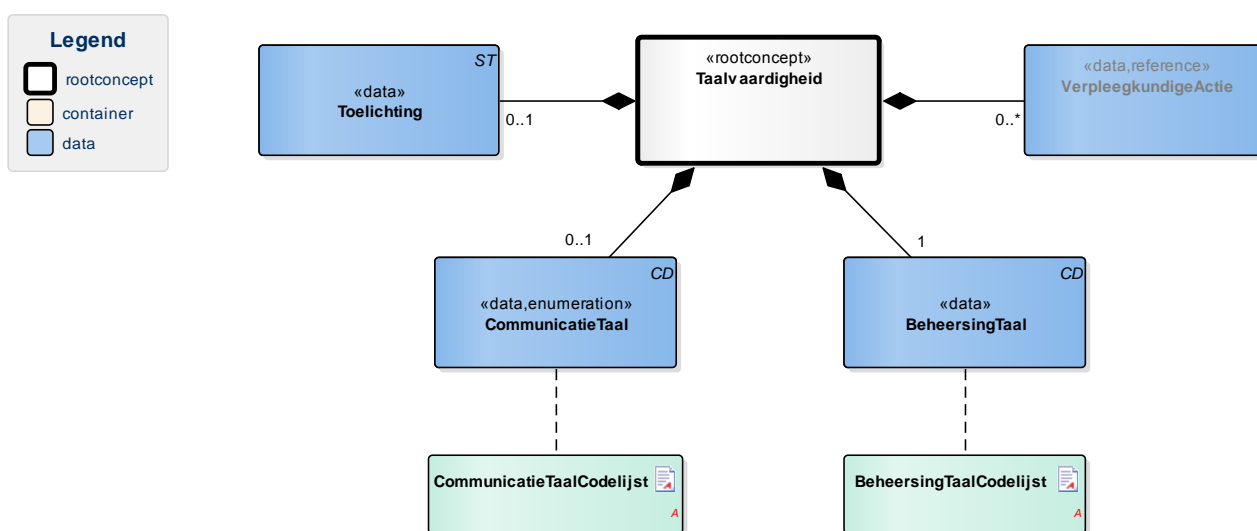 Legend
rootconcept
container
data
ST
«data»
Toelichting
0..1
«rootconcept»
Taalvaardigheid
«data,reference»
VerpleegkundigeActie
0..*
0..1
1
CD
«data,enumeration»
CommunicatieTaal
CD
«data»
BeheersingTaal
CommunicatieTaalCodelijst
A
BeheersingTaalCodelijst
A